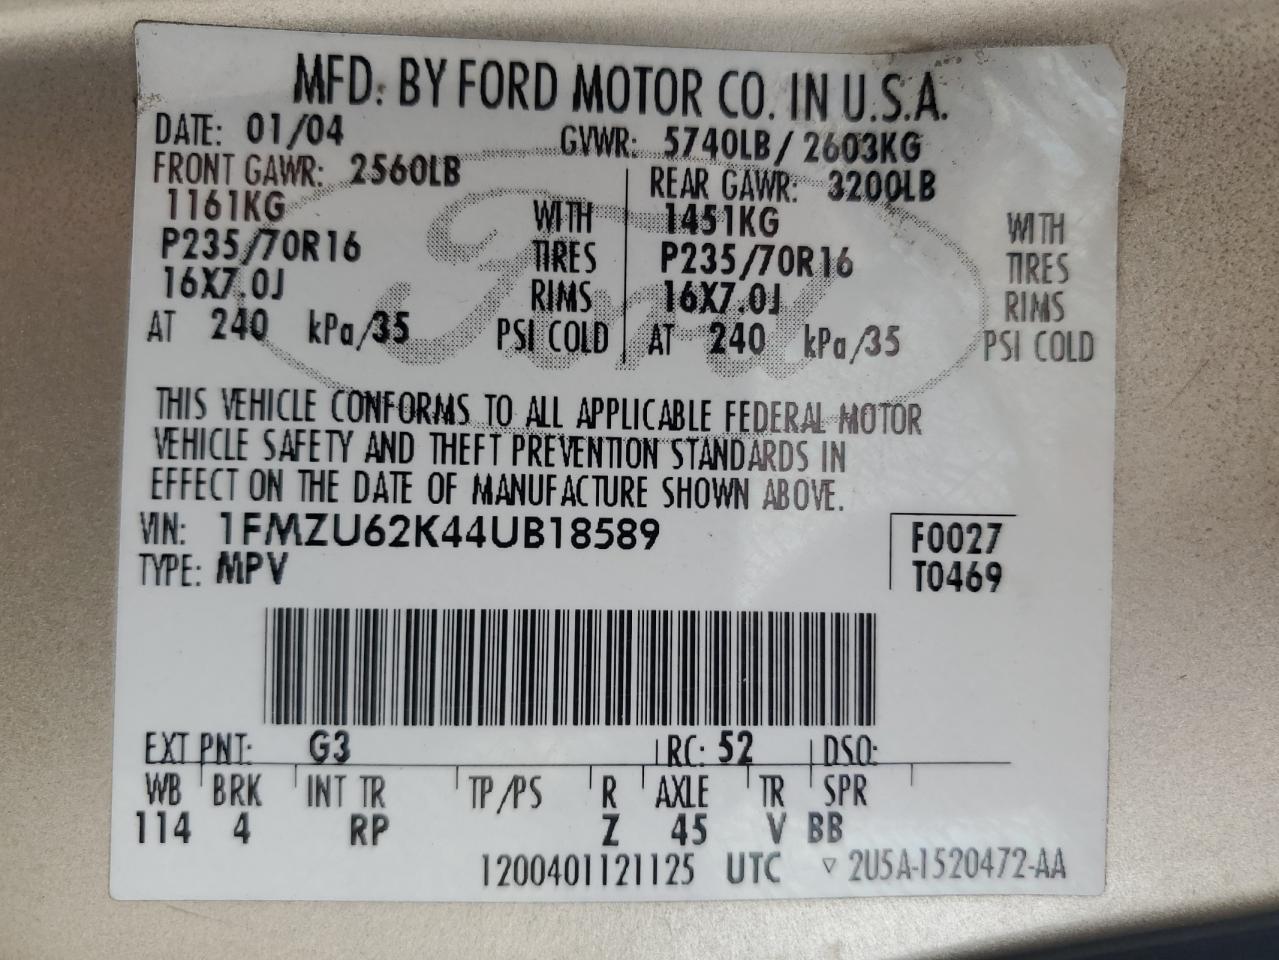 MFD. BY FORD MOTOR CO. IN U.S.A.
DATE: 01/04 GVWR: 5740LB / 2603KG
FRONT GAWR: 2560LB REAR GAWR: 3200LB
1161KG WITH 1451KG WITH
P235/70R16 TIRES P235/70R16 TIRES
16X7.0J RIMS 16X7.0J RIMS
AT 240 kPa/35 PSI COLD AT 240 kPa/35 PSI COLD
Ford
THIS VEHICLE CONFORMS TO ALL APPLICABLE FEDERAL MOTOR
VEHICLE SAFETY AND THEFT PREVENTION STANDARDS IN
EFFECT ON THE DATE OF MANUFACTURE SHOWN ABOVE.
VIN: 1FMZU62K44UB18589 F0027
TYPE: MPV T0469
EXT PNT: G3 RC: 52 DSO:
WB BRK INT TR TP/PS R AXLE TR SPR
114 4 RP Z 45 V BB
1200401121125 UTC ▿ 2U5A-1520472-AA